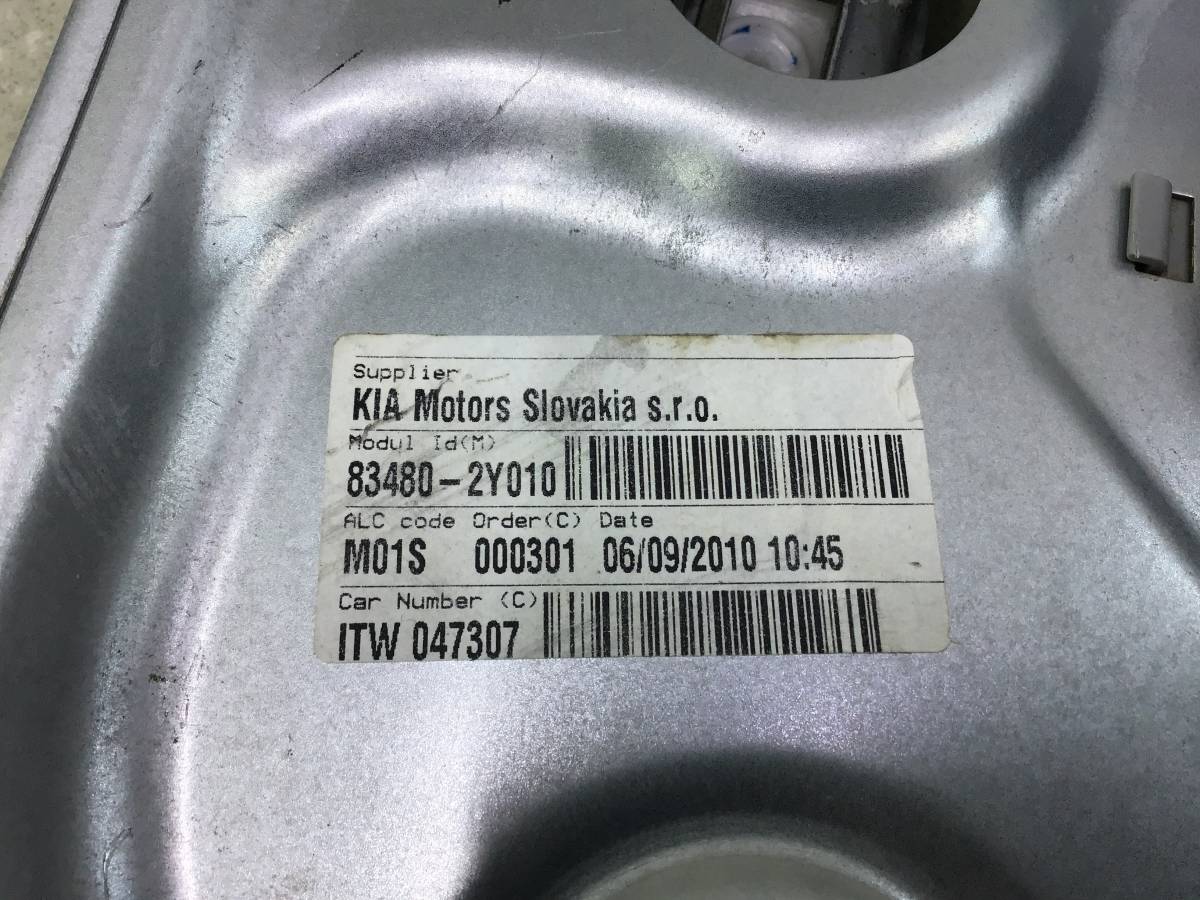 Supplier
KIA Motors Slovakia s.r.o.
Modul Id(M)
83480-2Y010
ALC code Order(C) Date
M01S 000301 06/09/2010 10:45
Car Number (C)
ITW 047307